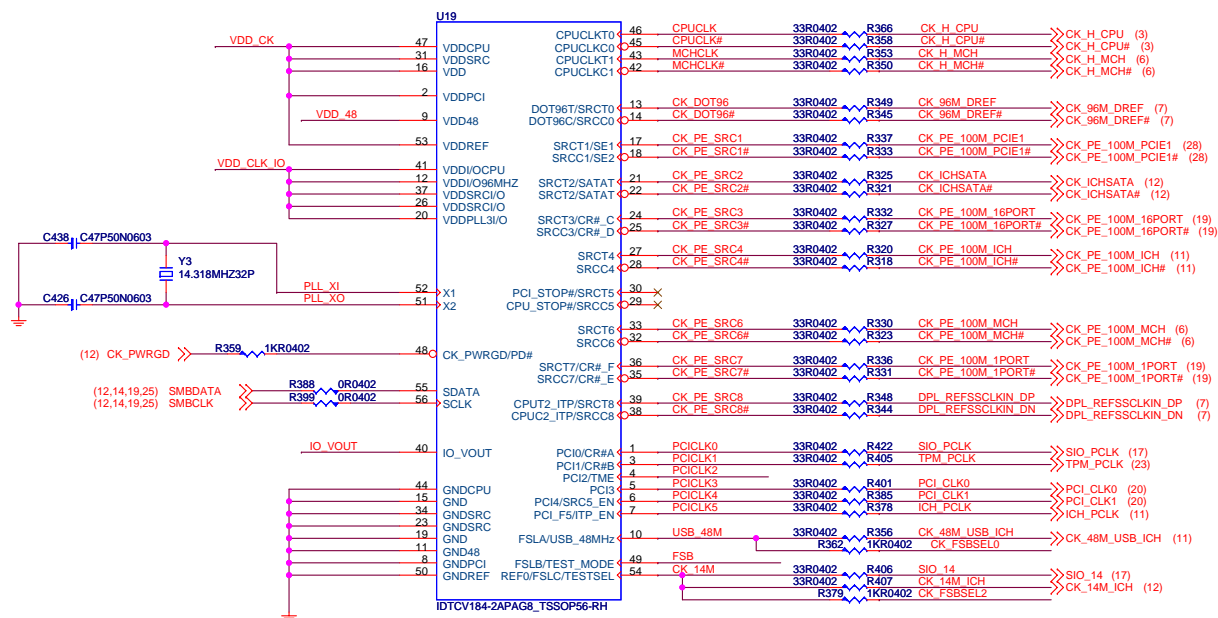 U19
VDD_CK 47 VDDCPU CPUCLKT0 46 CPUCLK 33R0402 R366 CK_H_CPU CK_H_CPU (3)
31 VDDSRC CPUCLKC0 45 CPUCLK# 33R0402 R358 CK_H_CPU# CK_H_CPU# (3)
16 VDD CPUCLKT1 43 MCHCLK 33R0402 R353 CK_H_MCH CK_H_MCH (6)
CPUCLKC1 42 MCHCLK# 33R0402 R350 CK_H_MCH# CK_H_MCH# (6)
2 VDDPCI
VDD_48 9 VDD48 DOT96T/SRCT0 13 CK_DOT96 33R0402 R349 CK_96M_DREF CK_96M_DREF (7)
DOT96C/SRCC0 14 CK_DOT96# 33R0402 R345 CK_96M_DREF# CK_96M_DREF# (7)
53 VDDREF SRCT1/SE1 17 CK_PE_SRC1 33R0402 R337 CK_PE_100M_PCIE1 CK_PE_100M_PCIE1 (28)
SRCC1/SE2 18 CK_PE_SRC1# 33R0402 R333 CK_PE_100M_PCIE1# CK_PE_100M_PCIE1# (28)
VDD_CLK_IO 41 VDDI/OCPU
12 VDDI/O96MHZ SRCT2/SATAT 21 CK_PE_SRC2 33R0402 R325 CK_ICHSATA CK_ICHSATA (12)
37 VDDSRCI/O SRCT2/SATAT 22 CK_PE_SRC2# 33R0402 R321 CK_ICHSATA# CK_ICHSATA# (12)
26 VDDSRCI/O
20 VDDPLL3I/O SRCT3/CR#_C 24 CK_PE_SRC3 33R0402 R332 CK_PE_100M_16PORT CK_PE_100M_16PORT (19)
SRCC3/CR#_D 25 CK_PE_SRC3# 33R0402 R327 CK_PE_100M_16PORT# CK_PE_100M_16PORT# (19)
C438 C47P50N0603
SRCT4 27 CK_PE_SRC4 33R0402 R320 CK_PE_100M_ICH CK_PE_100M_ICH (11)
Y3 SRCC4 28 CK_PE_SRC4# 33R0402 R318 CK_PE_100M_ICH# CK_PE_100M_ICH# (11)
14.318MHZ32P
PLL_XI 52 X1 PCI_STOP#/SRCT5 30
C426 C47P50N0603 PLL_XO 51 X2 CPU_STOP#/SRCC5 29
SRCT6 33 CK_PE_SRC6 33R0402 R330 CK_PE_100M_MCH CK_PE_100M_MCH (6)
SRCC6 32 CK_PE_SRC6# 33R0402 R323 CK_PE_100M_MCH# CK_PE_100M_MCH# (6)
(12) CK_PWRGD R359 1KR0402 48 CK_PWRGD/PD#
SRCT7/CR#_F 36 CK_PE_SRC7 33R0402 R336 CK_PE_100M_1PORT CK_PE_100M_1PORT (19)
SRCC7/CR#_E 35 CK_PE_SRC7# 33R0402 R331 CK_PE_100M_1PORT# CK_PE_100M_1PORT# (19)
(12,14,19,25) SMBDATA R388 0R0402 55 SDATA
(12,14,19,25) SMBCLK R399 0R0402 56 SCLK CPUT2_ITP/SRCT8 39 CK_PE_SRC8 33R0402 R348 DPL_REFSSCLKIN_DP DPL_REFSSCLKIN_DP (7)
CPUC2_ITP/SRCC8 38 CK_PE_SRC8# 33R0402 R344 DPL_REFSSCLKIN_DN DPL_REFSSCLKIN_DN (7)
IO_VOUT 40 IO_VOUT PCI0/CR#A 1 PCICLK0 33R0402 R422 SIO_PCLK SIO_PCLK (17)
PCI1/CR#B 3 PCICLK1 33R0402 R405 TPM_PCLK TPM_PCLK (23)
PCI2/TME 4 PCICLK2
44 GNDCPU PCI3 5 PCICLK3 33R0402 R401 PCI_CLK0 PCI_CLK0 (20)
15 GND PCI4/SRC5_EN 6 PCICLK4 33R0402 R385 PCI_CLK1 PCI_CLK1 (20)
34 GNDSRC PCI_F5/ITP_EN 7 PCICLK5 33R0402 R378 ICH_PCLK ICH_PCLK (11)
23 GNDSRC
19 GND FSLA/USB_48MHz 10 USB_48M 33R0402 R356 CK_48M_USB_ICH CK_48M_USB_ICH (11)
11 GND48 R362 1KR0402 CK_FSBSEL0
8 GNDPCI FSLB/TEST_MODE 49 FSB
50 GNDREF REF0/FSLC/TESTSEL 54 CK_14M 33R0402 R406 SIO_14 SIO_14 (17)
33R0402 R407 CK_14M_ICH CK_14M_ICH (12)
R379 1KR0402 CK_FSBSEL2
IDTCV184-2APAG8_TSSOP56-RH